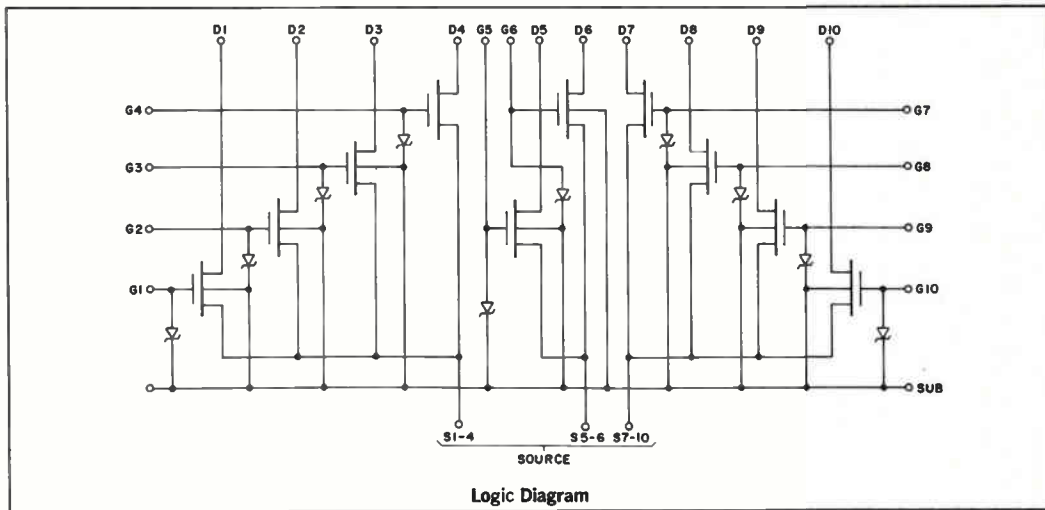 D1 D2 D3 D4 G5 G6 D5 D6 D7 D8 D9 D10
G4 G7
G3 G8
G2 G9
G1 G10
SUB
S1-4 S5-6 S7-10
SOURCE
Logic Diagram